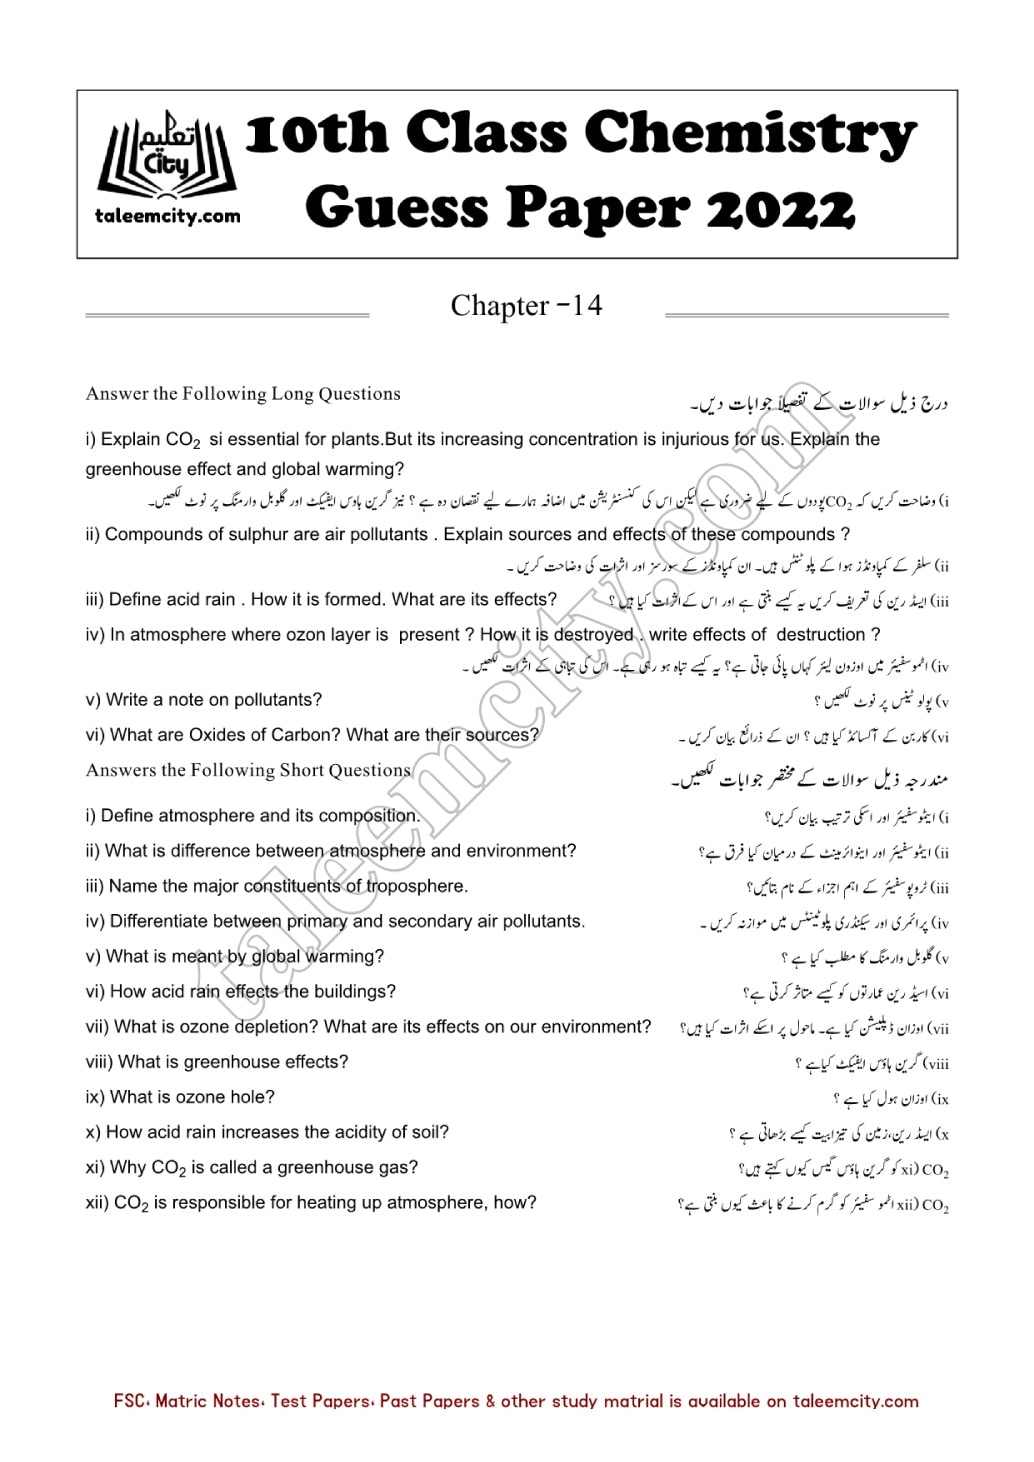 تعلیم
City
taleemcity.com
10th Class Chemistry
Guess Paper 2022
Chapter -14
Answer the Following Long Questions درج ذیل سوالات کے تفصیلاً جوابات دیں۔
i) Explain CO2 si essential for plants.But its increasing concentration is injurious for us. Explain the
greenhouse effect and global warming?
i) وضاحت کریں کہ CO2پودوں کے لیے ضروری ہے لیکن اس کی کنسنٹریشن میں اضافہ ہمارے لیے نقصان دہ ہے ؟ نیز گرین ہاوس ایفیکٹ اور گلوبل وارمنگ پر نوٹ لکھیں۔
ii) Compounds of sulphur are air pollutants . Explain sources and effects of these compounds ?
ii) سلفر کے کمپاونڈز ہوا کے پلوٹنٹس ہیں۔ ان کمپاونڈز کے سورسز اور اثرات کی وضاحت کریں ۔
iii) Define acid rain . How it is formed. What are its effects? iii) ایسڈ رین کی تعریف کریں یہ کیسے بنتی ہے اور اس کے اثرات کیا ہیں ؟
iv) In atmosphere where ozon layer is present ? How it is destroyed . write effects of destruction ?
iv) اٹموسفیئر میں اوزون لیئر کہاں پائی جاتی ہے؟ یہ کیسے تباہ ہو رہی ہے۔ اس کی تباہی کے اثرات لکھیں ۔
v) Write a note on pollutants? v) پولو ٹینس پر نوٹ لکھیں ؟
vi) What are Oxides of Carbon? What are their sources? vi) کاربن کے آکسائڈ کیا ہیں ؟ ان کے ذرائع بیان کریں ۔
Answers the Following Short Questions مندرجہ ذیل سوالات کے مختصر جوابات لکھیں۔
i) Define atmosphere and its composition. i) ایٹوسفیئر اور اسکی ترتیب بیان کریں؟
ii) What is difference between atmosphere and environment? ii) ایٹوسفیئر اور اینوائرمینٹ کے درمیان کیا فرق ہے؟
iii) Name the major constituents of troposphere. iii) ٹروپوسفیئر کے اہم اجزاء کے نام بتائیں؟
iv) Differentiate between primary and secondary air pollutants. iv) پرائمری اور سیکنڈری پلوٹینٹس میں موازنہ کریں ۔
v) What is meant by global warming? v) گلوبل وارمنگ کا مطلب کیا ہے ؟
vi) How acid rain effects the buildings? vi) اسیڈ رین عمارتوں کو کیسے متاثر کرتی ہے؟
vii) What is ozone depletion? What are its effects on our environment? vii) اوزان ڈپلیشن کیا ہے۔ ماحول پر اسکے اثرات کیا ہیں؟
viii) What is greenhouse effects? viii) گرین ہاؤس ایفیکٹ کیاہے ؟
ix) What is ozone hole? ix) اوزان ہول کیا ہے ؟
x) How acid rain increases the acidity of soil? x) ایسڈ رین،زمین کی تیزابیت کیسے بڑھاتی ہے ؟
xi) Why CO2 is called a greenhouse gas? xi) CO2 کو گرین ہاؤس گیس کیوں کہتے ہیں؟
xii) CO2 is responsible for heating up atmosphere, how? xii) CO2 اٹمو سفیئر کو گرم کرنے کا باعث کیوں بنتی ہے؟
taleemcity.com
FSC، Matric Notes، Test Papers، Past Papers & other study matrial is available on taleemcity.com